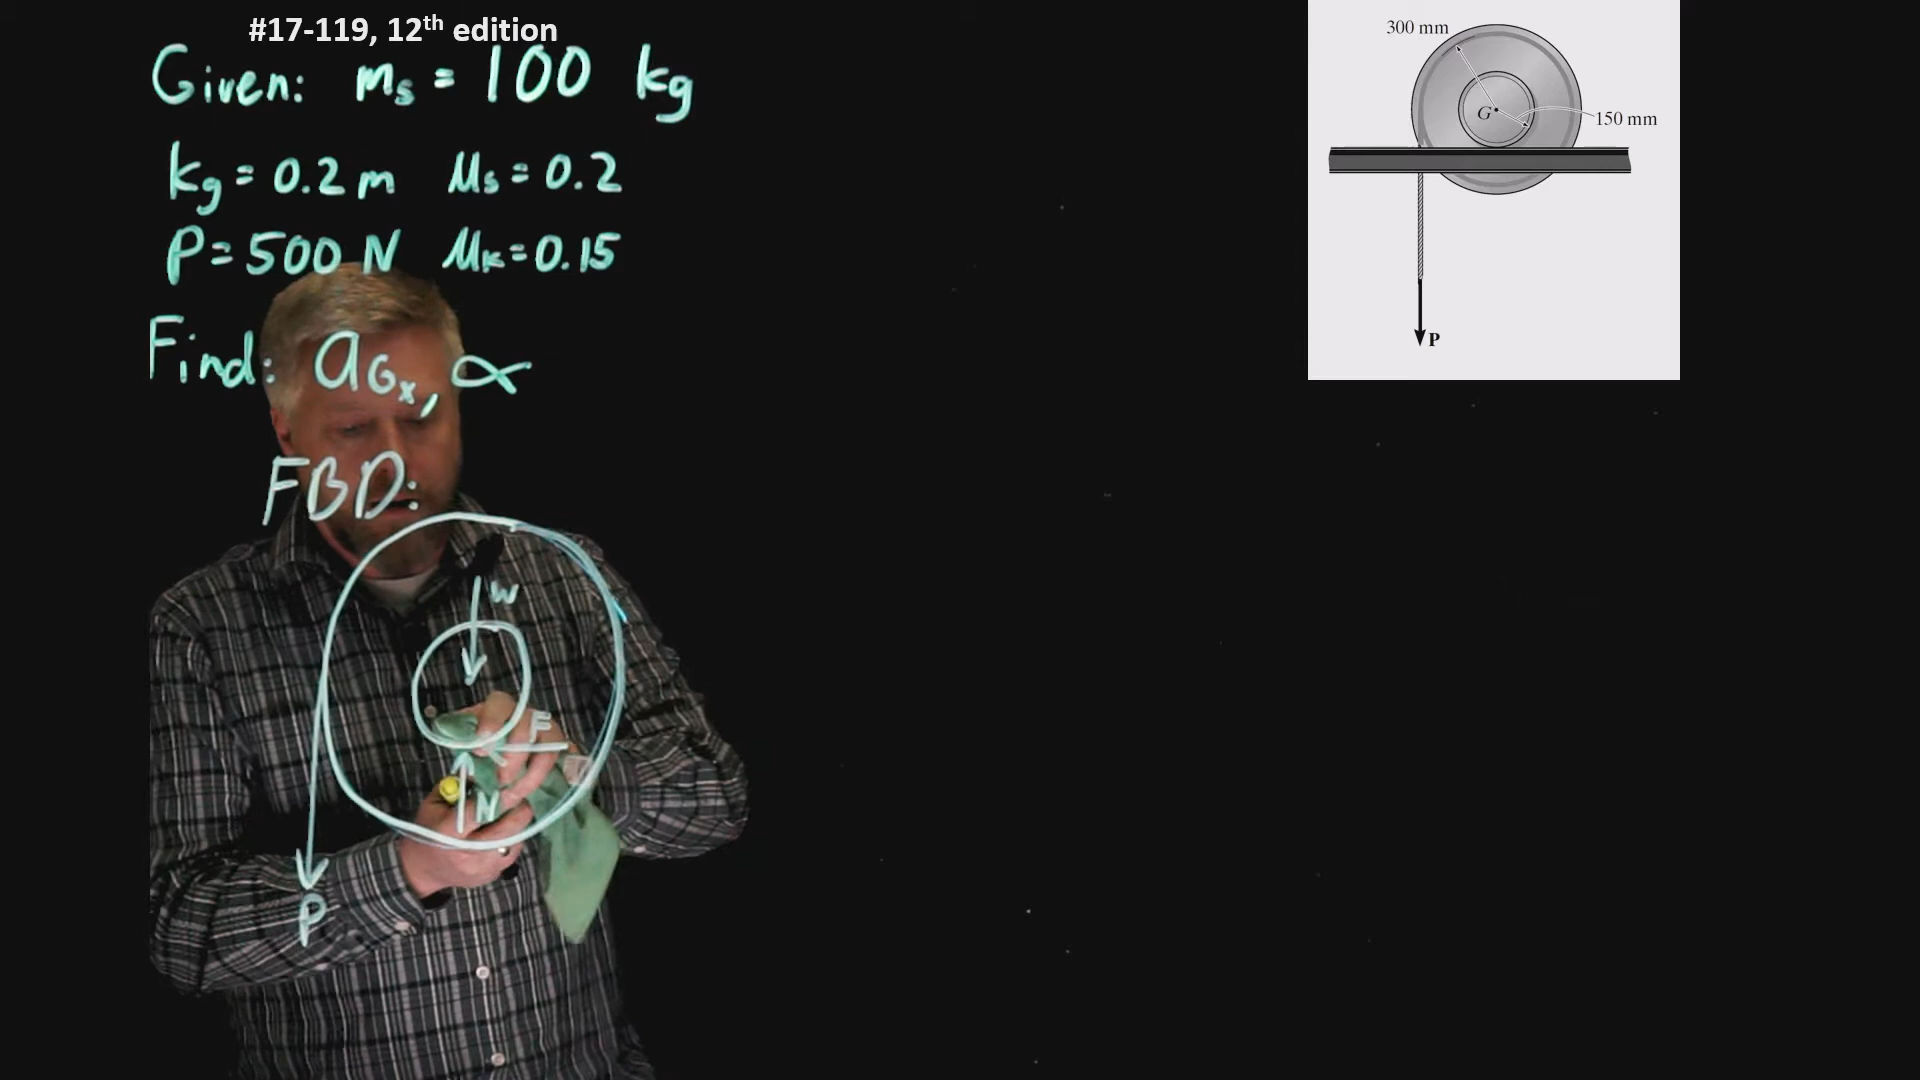 #17-119, 12th edition
Given: ms = 100 kg
kg = 0.2 m μs = 0.2
P = 500 N μk = 0.15
Find: aGx, α
FBD:
W
F
N
P
300 mm
G
150 mm
P